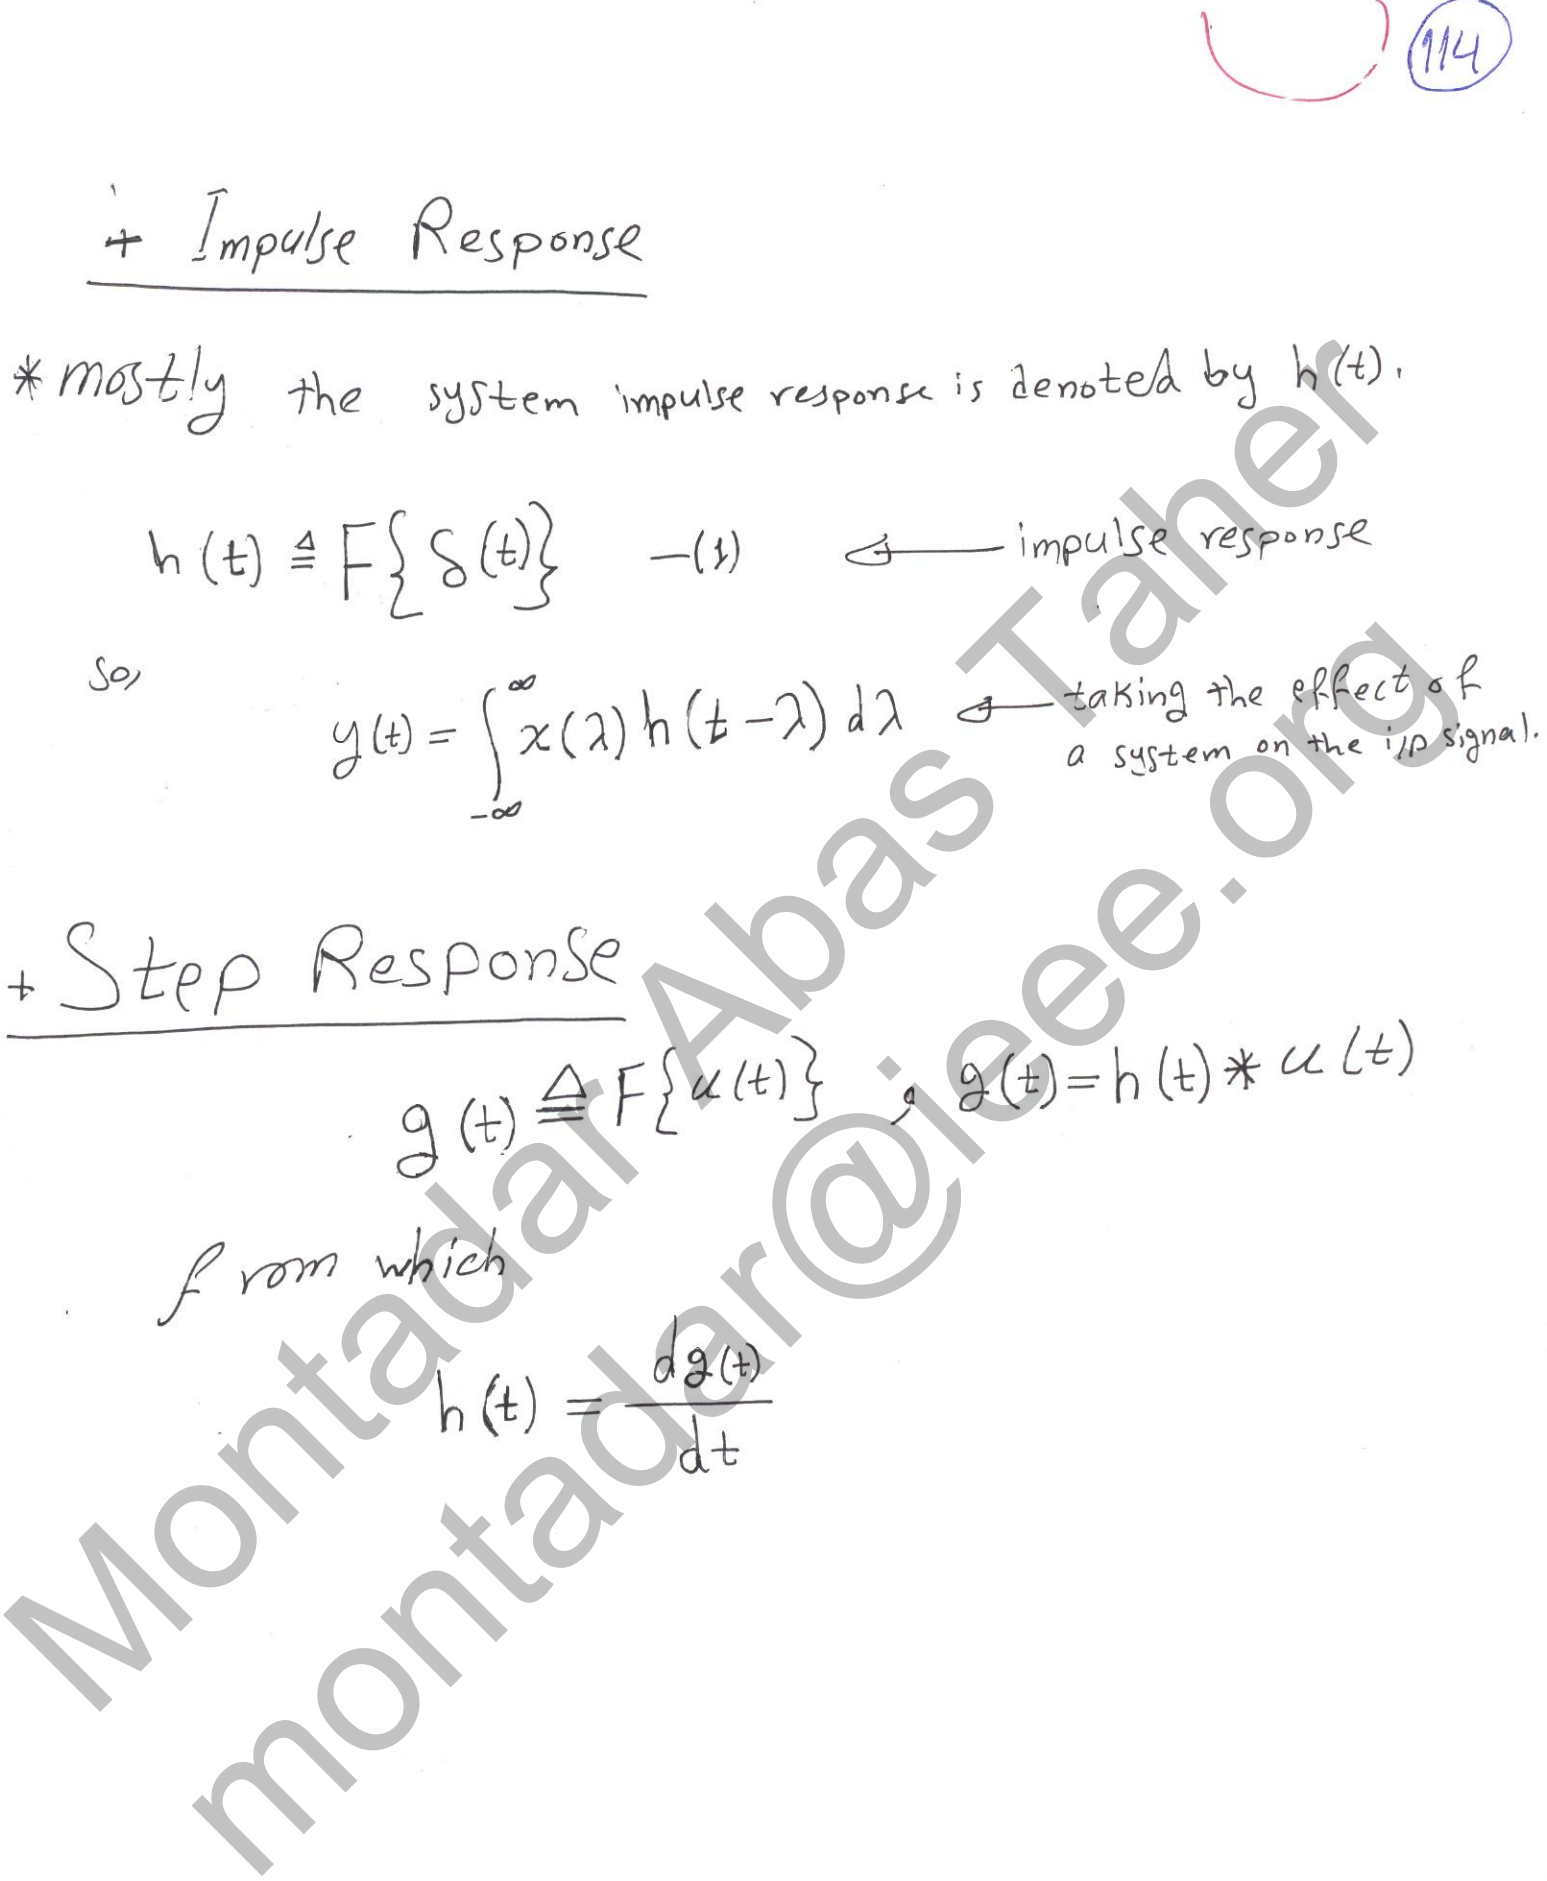 114
+ Impulse Response
* mostly the system impulse response is denoted by h(t).
h(t) ≜ F{δ(t)} —(1) ← impulse response
so,
y(t) = ∫_{-∞}^{∞} x(λ) h(t-λ) dλ ← taking the effect of
a system on the i/p signal.
+ Step Response
g(t) ≜ F{u(t)} , g(t) = h(t) * u(t)
from which
h(t) = dg(t)/dt
Montadar Abas Taher
montadar@ieee.org